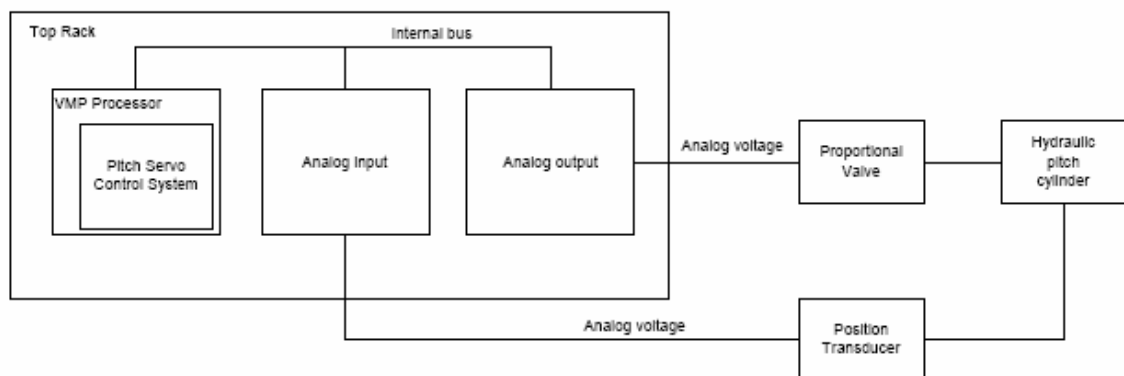 Top Rack
Internal bus
VMP Processor
Pitch Servo
Control System
Analog Input
Analog output
Analog voltage
Proportional
Valve
Hydraulic
pitch
cylinder
Analog voltage
Position
Transducer